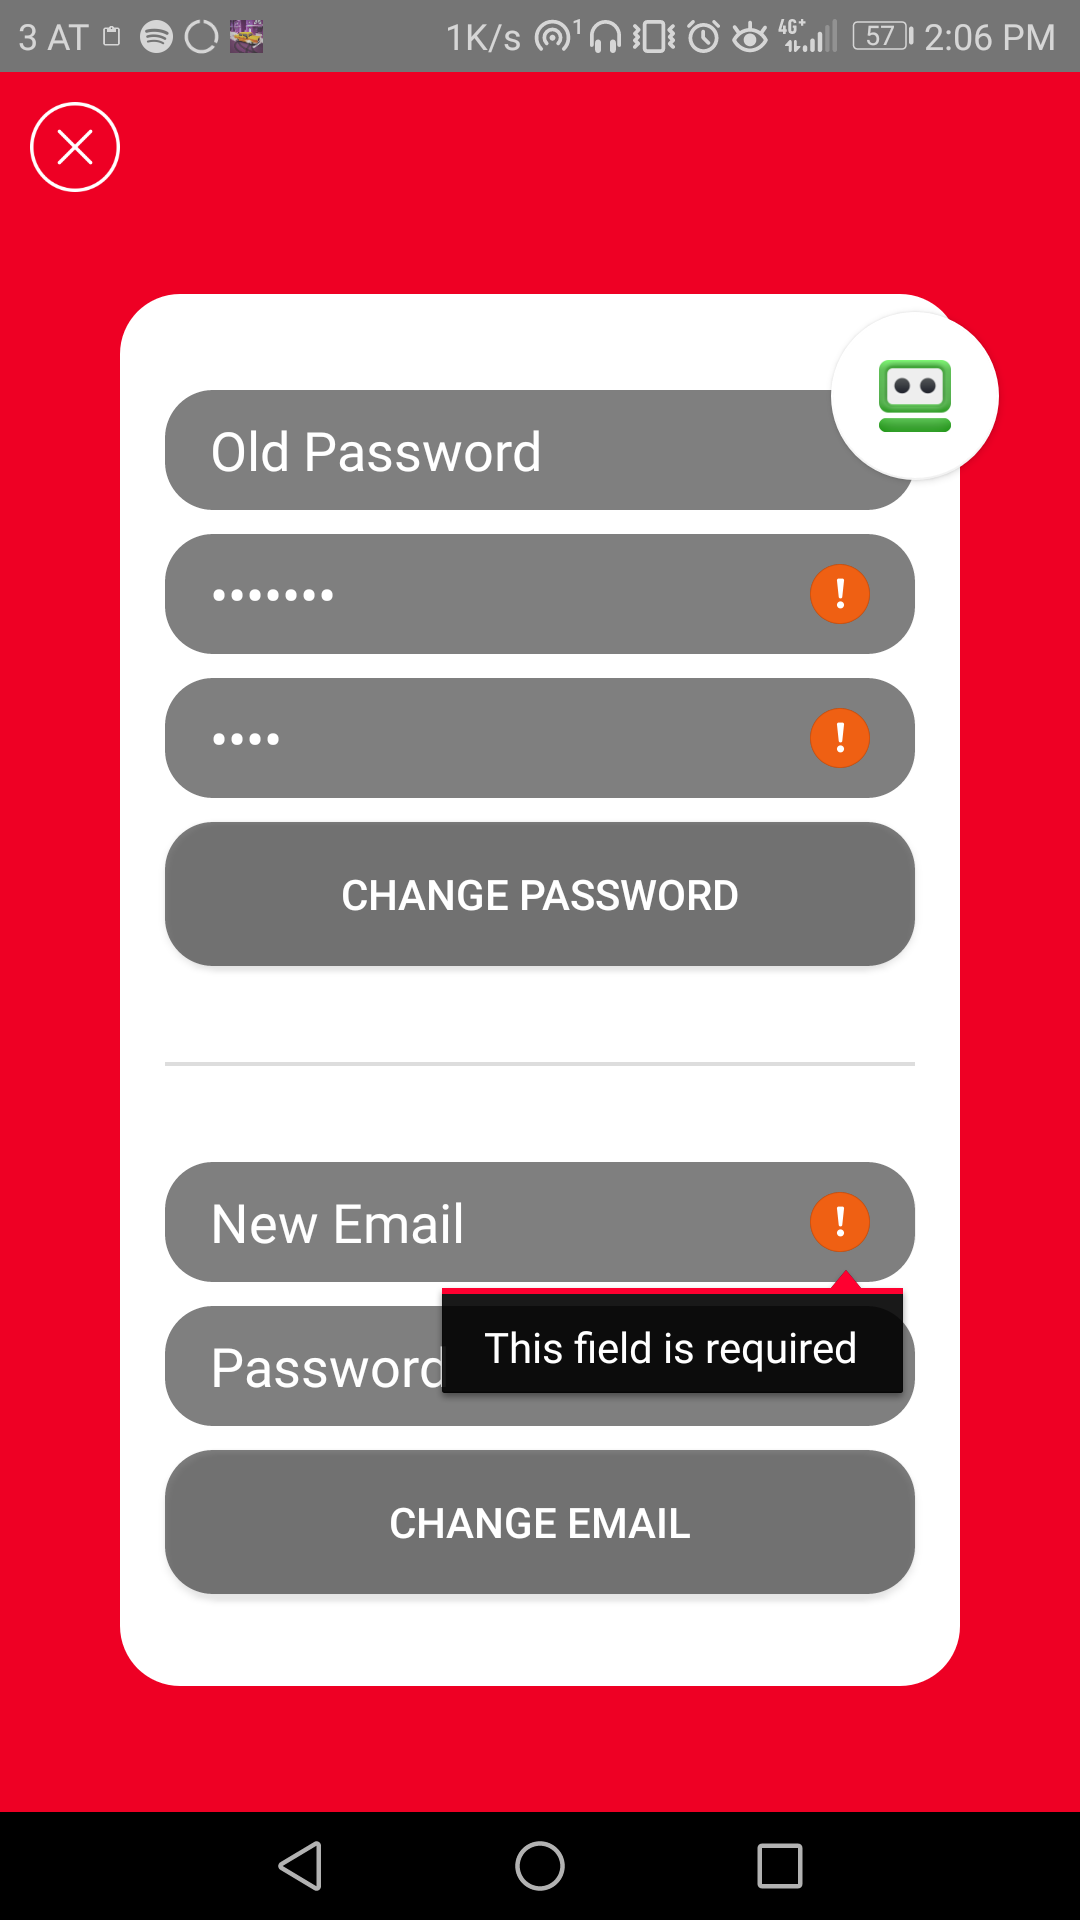 3 AT 1K/s 1 4G+ 57 2:06 PM
Old Password
•••••••
!
••••
!
CHANGE PASSWORD
New Email
!
This field is required
Password
CHANGE EMAIL